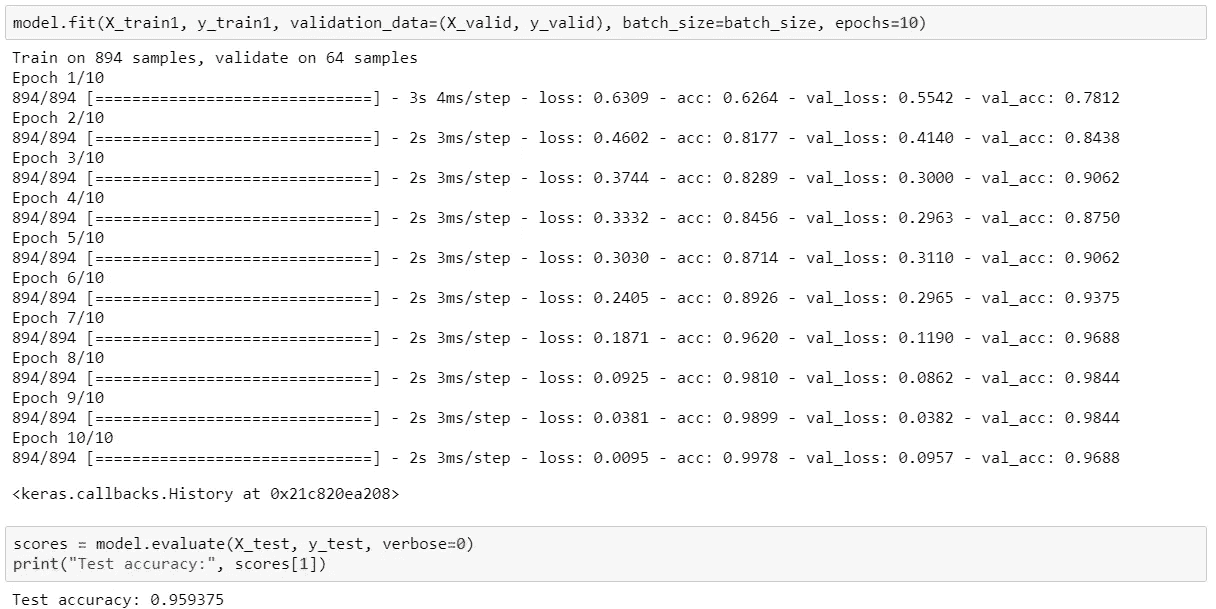 model.fit(X_train1, y_train1, validation_data=(X_valid, y_valid), batch_size=batch_size, epochs=10)
Train on 894 samples, validate on 64 samples
Epoch 1/10
894/894 [==============================] - 3s 4ms/step - loss: 0.6309 - acc: 0.6264 - val_loss: 0.5542 - val_acc: 0.7812
Epoch 2/10
894/894 [==============================] - 2s 3ms/step - loss: 0.4602 - acc: 0.8177 - val_loss: 0.4140 - val_acc: 0.8438
Epoch 3/10
894/894 [==============================] - 2s 3ms/step - loss: 0.3744 - acc: 0.8289 - val_loss: 0.3000 - val_acc: 0.9062
Epoch 4/10
894/894 [==============================] - 2s 3ms/step - loss: 0.3332 - acc: 0.8456 - val_loss: 0.2963 - val_acc: 0.8750
Epoch 5/10
894/894 [==============================] - 2s 3ms/step - loss: 0.3030 - acc: 0.8714 - val_loss: 0.3110 - val_acc: 0.9062
Epoch 6/10
894/894 [==============================] - 2s 3ms/step - loss: 0.2405 - acc: 0.8926 - val_loss: 0.2965 - val_acc: 0.9375
Epoch 7/10
894/894 [==============================] - 2s 3ms/step - loss: 0.1871 - acc: 0.9620 - val_loss: 0.1190 - val_acc: 0.9688
Epoch 8/10
894/894 [==============================] - 2s 3ms/step - loss: 0.0925 - acc: 0.9810 - val_loss: 0.0862 - val_acc: 0.9844
Epoch 9/10
894/894 [==============================] - 2s 3ms/step - loss: 0.0381 - acc: 0.9899 - val_loss: 0.0382 - val_acc: 0.9844
Epoch 10/10
894/894 [==============================] - 2s 3ms/step - loss: 0.0095 - acc: 0.9978 - val_loss: 0.0957 - val_acc: 0.9688
<keras.callbacks.History at 0x21c820ea208>
scores = model.evaluate(X_test, y_test, verbose=0)
print("Test accuracy:", scores[1])
Test accuracy: 0.959375